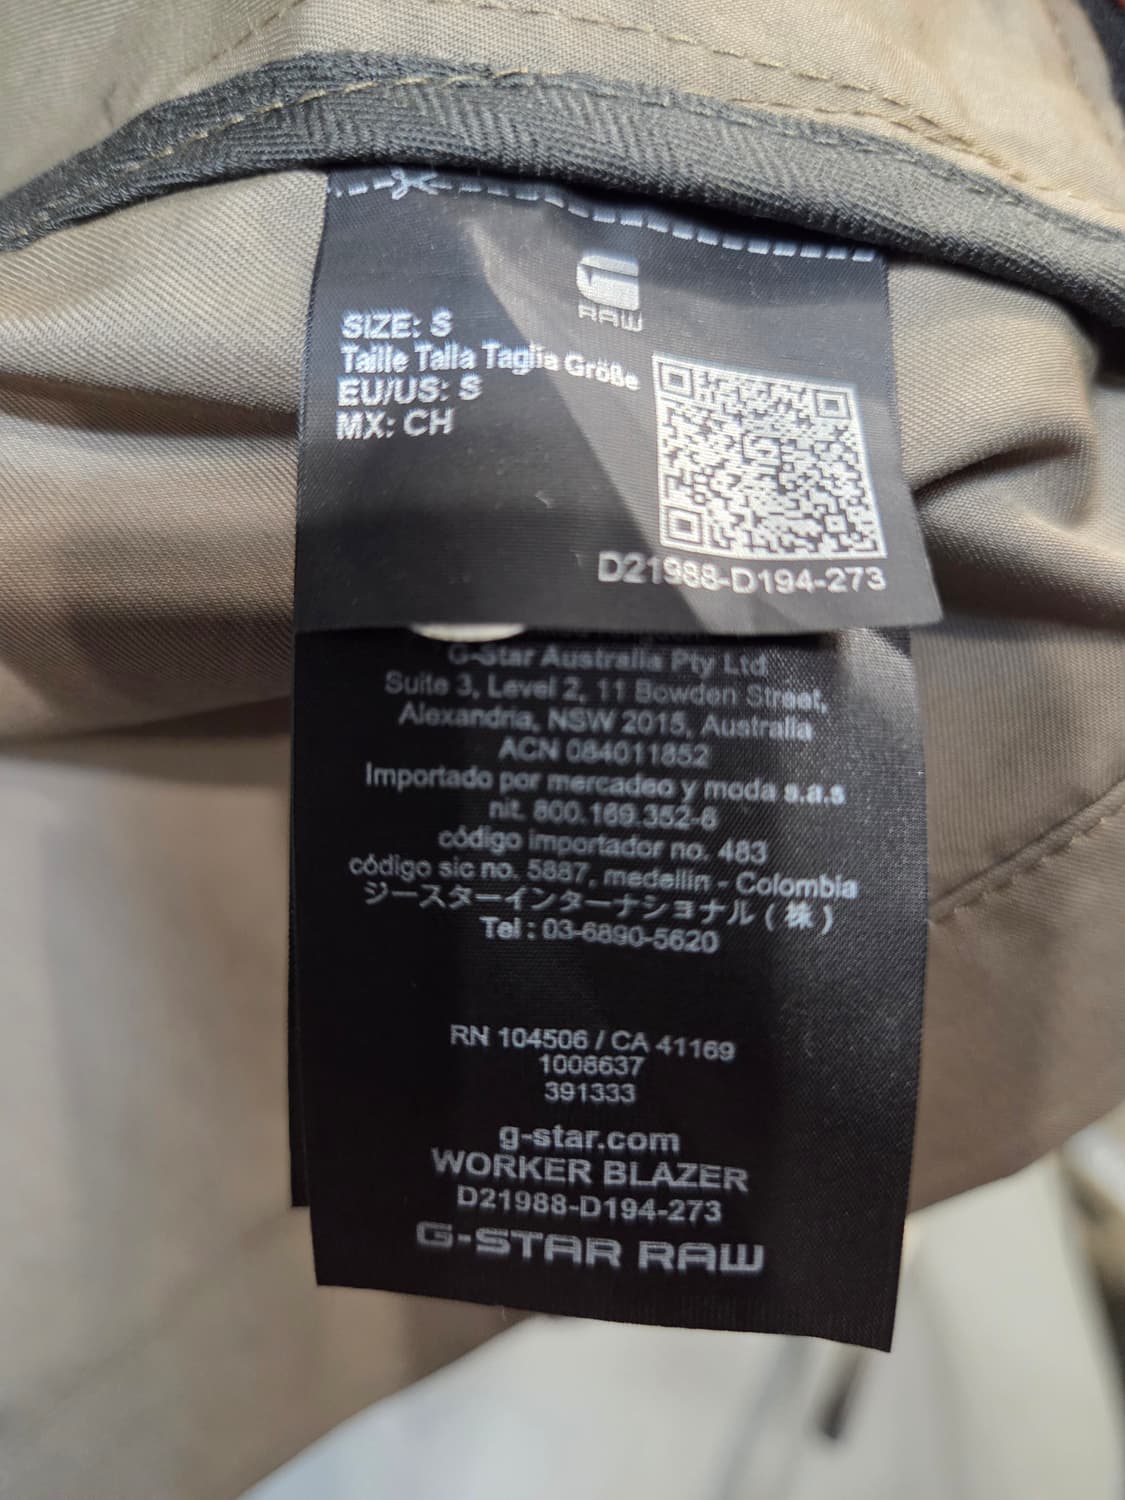 RAW
SIZE: S
Taille Talla Taglia Größe
EU/US: S
MX: CH
D21988-D194-273
G-Star Australia Pty Ltd
Suite 3, Level 2, 11 Bowden Street,
Alexandria, NSW 2015, Australia
ACN 084011852
Importado por mercadeo y moda s.a.s
nit. 800.169.352-8
código importador no. 483
código sic no. 5887, medellin - Colombia
ジースターインターナショナル ( 株 )
Tel : 03-6890-5620
RN 104506 / CA 41169
1008637
391333
g-star.com
WORKER BLAZER
D21988-D194-273
G-STAR RAW